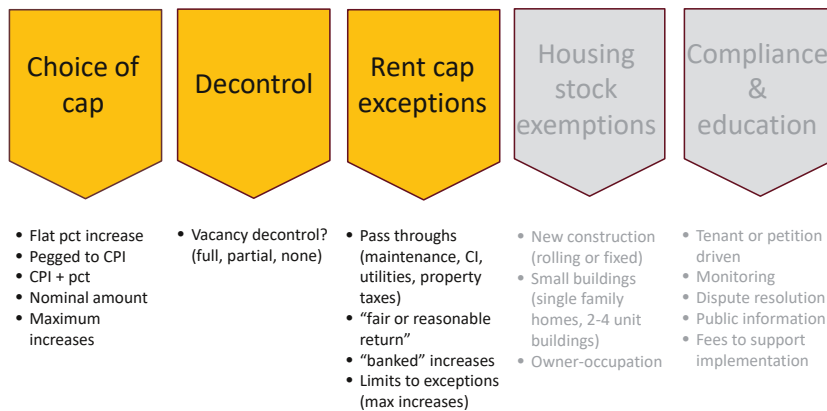 Choice of
cap
Decontrol
Rent cap
exceptions
Housing
stock
exemptions
Compliance
&
education
• Flat pct increase
• Pegged to CPI
• CPI + pct
• Nominal amount
• Maximum
increases
• Vacancy decontrol?
(full, partial, none)
• Pass throughs
(maintenance, CI,
utilities, property
taxes)
• “fair or reasonable
return”
• “banked” increases
• Limits to exceptions
(max increases)
• New construction
(rolling or fixed)
• Small buildings
(single family
homes, 2-4 unit
buildings)
• Owner-occupation
• Tenant or petition
driven
• Monitoring
• Dispute resolution
• Public information
• Fees to support
implementation